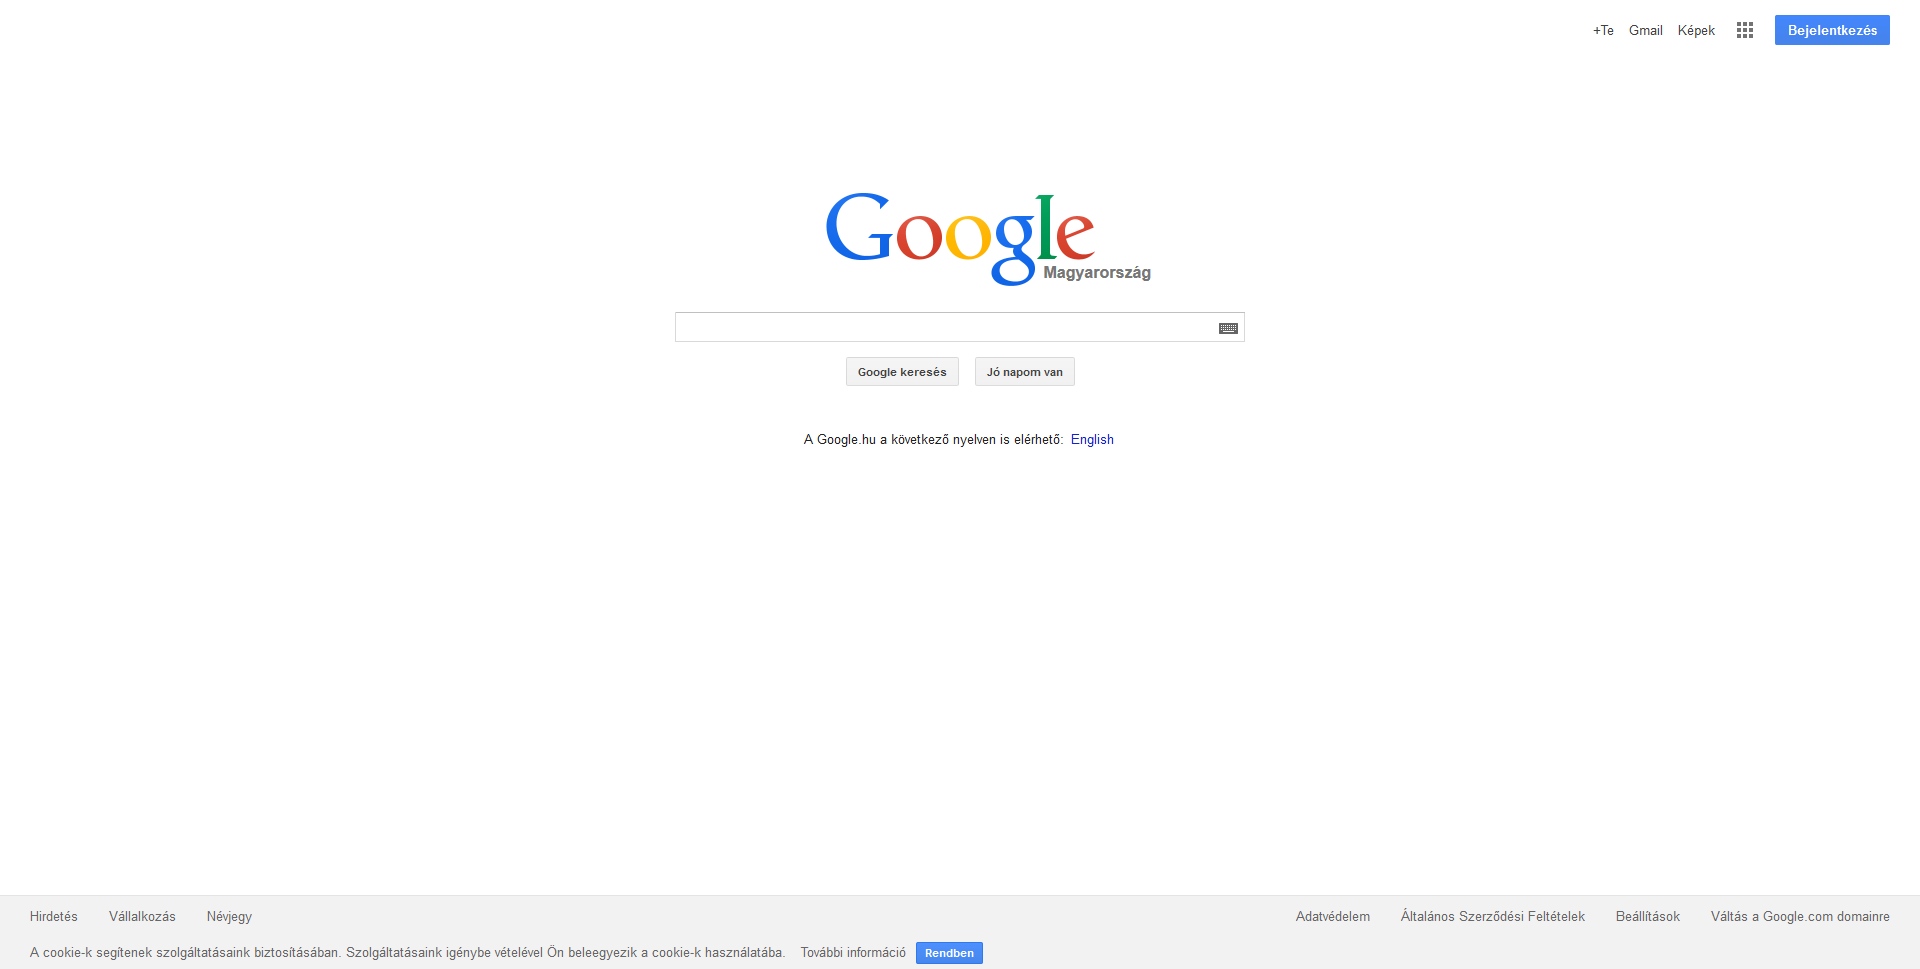 +Te Gmail Képek Bejelentkezés
Google
Magyarország
Google keresés Jó napom van
A Google.hu a következő nyelven is elérhető: English
Hirdetés Vállalkozás Névjegy Adatvédelem Általános Szerződési Feltételek Beállítások Váltás a Google.com domainre
A cookie-k segítenek szolgáltatásaink biztosításában. Szolgáltatásaink igénybe vételével Ön beleegyezik a cookie-k használatába. További információ Rendben